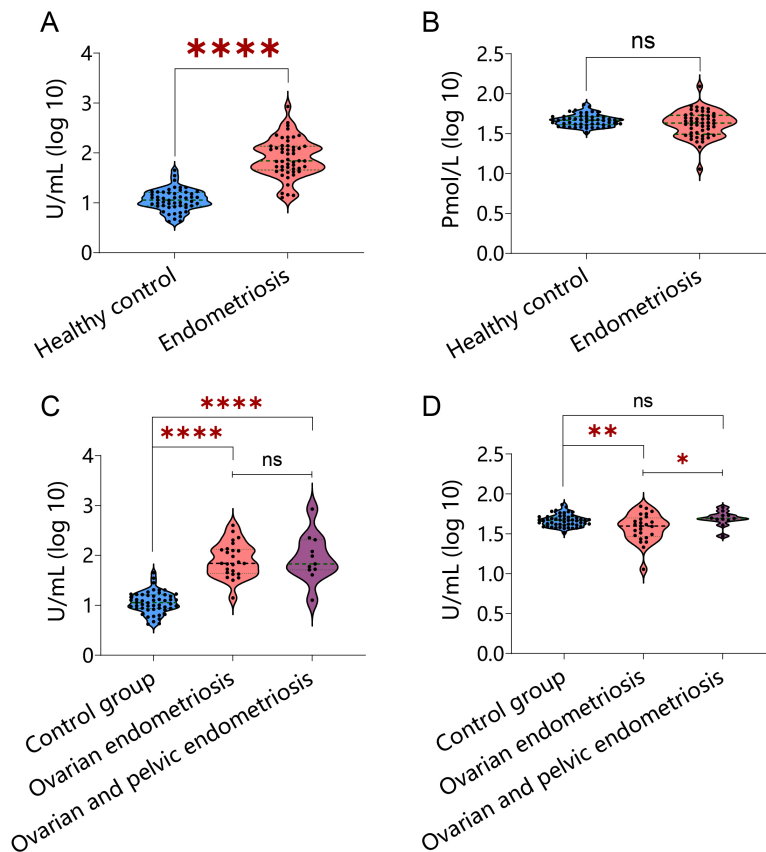 A
****
U/mL (log 10)
4
3
2
1
0
Healthy control
Endometriosis
B
ns
Pmol/L (log 10)
2.5
2.0
1.5
1.0
0.5
0.0
Healthy control
Endometriosis
C
****
****
ns
U/mL (log 10)
4
3
2
1
0
Control group
Ovarian endometriosis
Ovarian and pelvic endometriosis
D
ns
**
*
U/mL (log 10)
2.5
2.0
1.5
1.0
0.5
0.0
Control group
Ovarian endometriosis
Ovarian and pelvic endometriosis